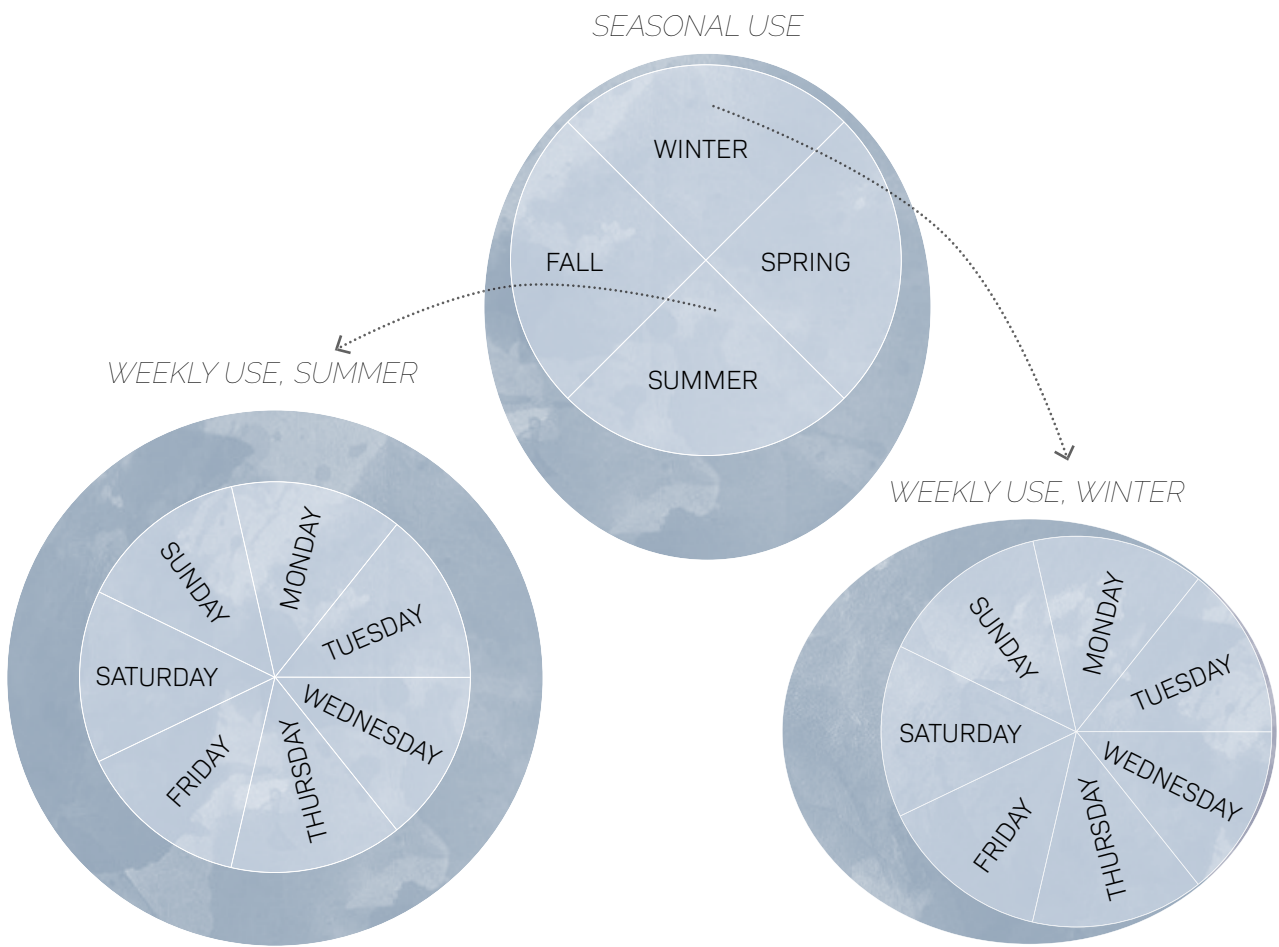 SEASONAL USE
WINTER
FALL
SPRING
SUMMER
WEEKLY USE, SUMMER
MONDAY
TUESDAY
WEDNESDAY
THURSDAY
FRIDAY
SATURDAY
SUNDAY
WEEKLY USE, WINTER
MONDAY
TUESDAY
WEDNESDAY
THURSDAY
FRIDAY
SATURDAY
SUNDAY